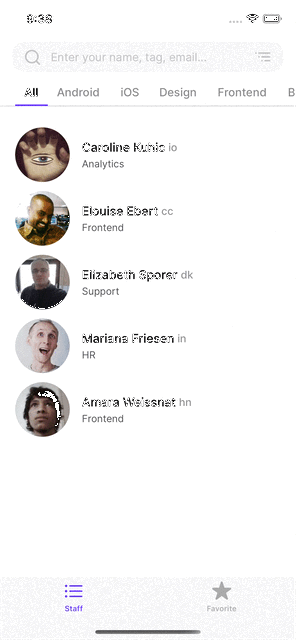 9:38
Enter your name, tag, email...
All Android iOS Design Frontend B
Caroline Kuhic io
Analytics
Elouise Ebert cc
Frontend
Elizabeth Sporer dk
Support
Mariana Friesen in
HR
Amara Weissnat hn
Frontend
Staff Favorite